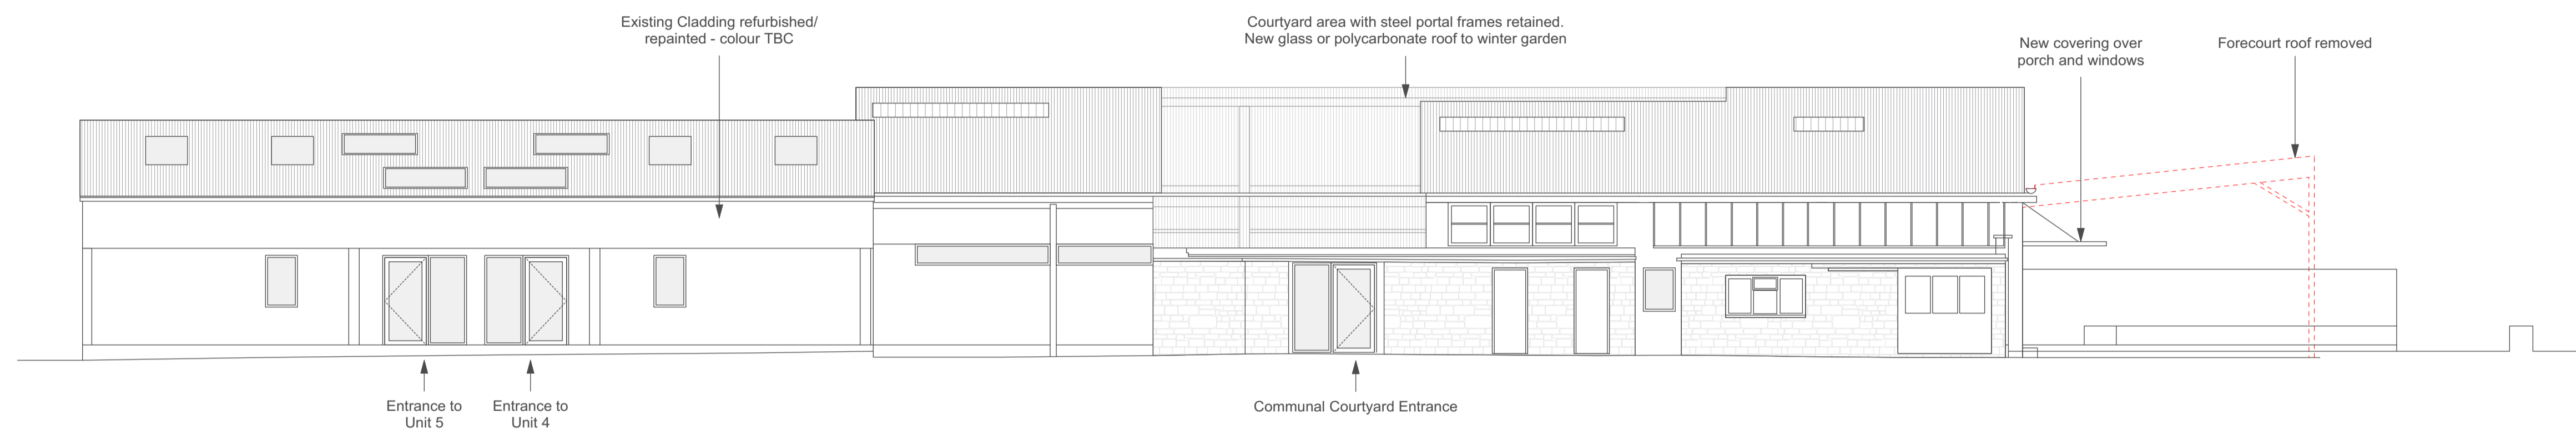 Existing Cladding refurbished/
repainted - colour TBC
Courtyard area with steel portal frames retained.
New glass or polycarbonate roof to winter garden
New covering over
porch and windows
Forecourt roof removed
Entrance to
Unit 5
Entrance to
Unit 4
Communal Courtyard Entrance